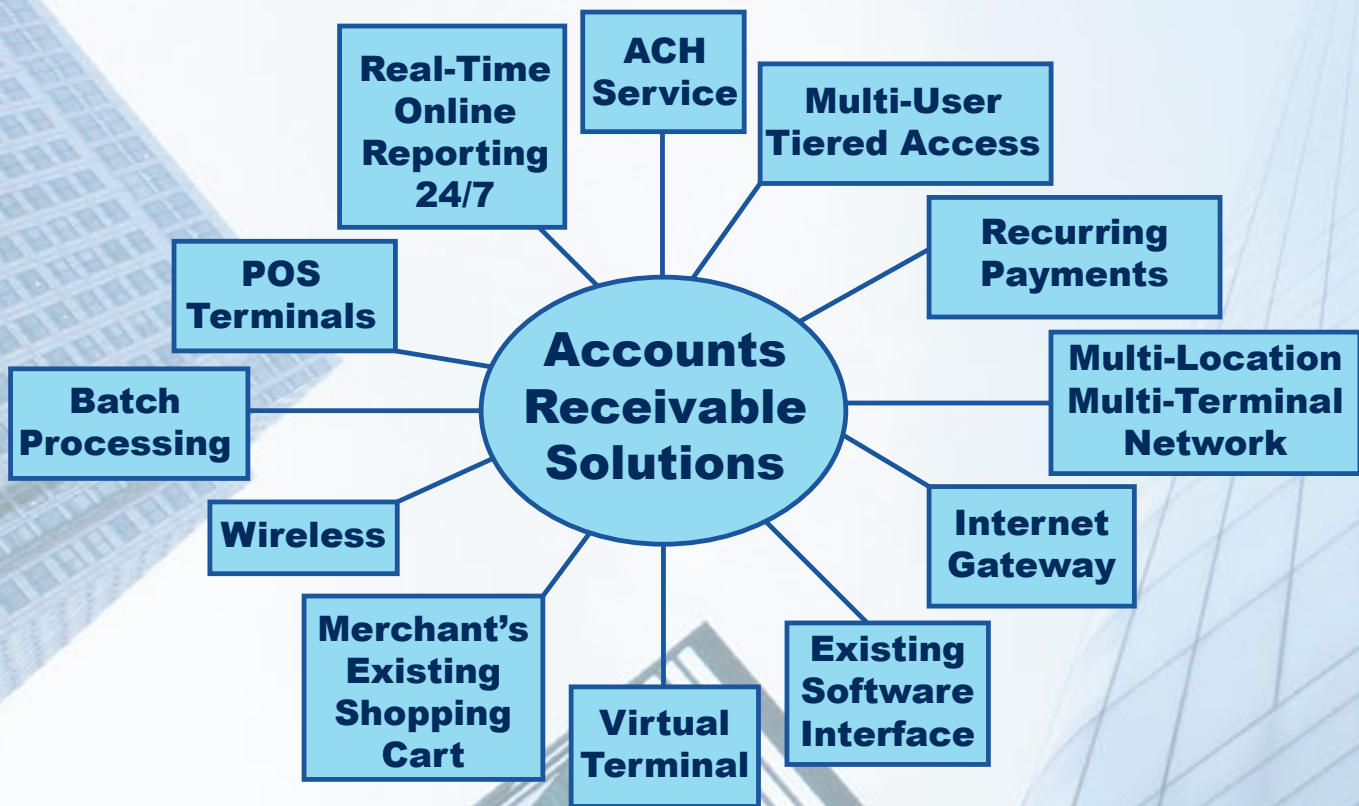 Real-Time
Online
Reporting
24/7
ACH
Service
Multi-User
Tiered Access
Recurring
Payments
POS
Terminals
Accounts
Receivable
Solutions
Multi-Location
Multi-Terminal
Network
Batch
Processing
Wireless
Internet
Gateway
Merchant’s
Existing
Shopping
Cart
Virtual
Terminal
Existing
Software
Interface